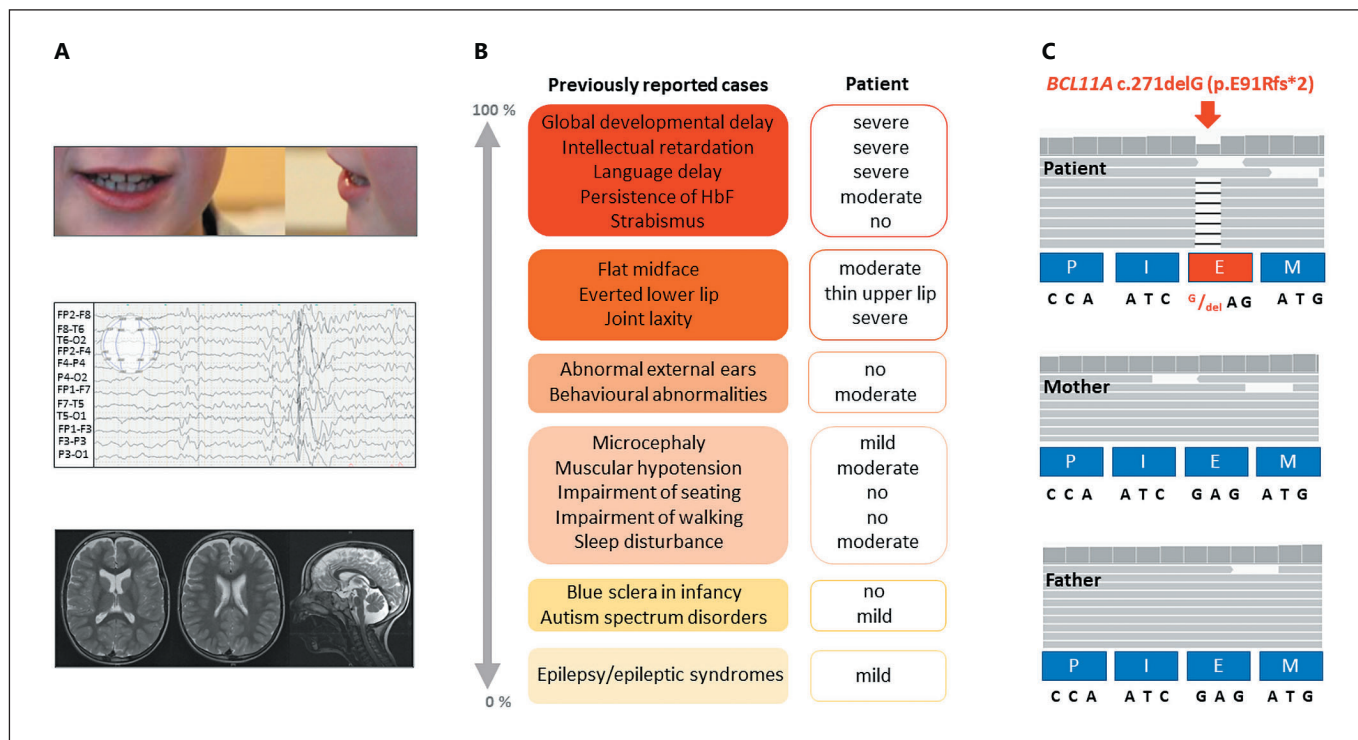 A
FP2-F8
F8-T6
T6-O2
FP2-F4
F4-P4
P4-O2
FP1-F7
F7-T5
T5-O1
FP1-F3
F3-P3
P3-O1
B
Previously reported cases Patient
100 %
Global developmental delay severe
Intellectual retardation severe
Language delay severe
Persistence of HbF moderate
Strabismus no
Flat midface moderate
Everted lower lip thin upper lip
Joint laxity severe
Abnormal external ears no
Behavioural abnormalities moderate
Microcephaly mild
Muscular hypotension moderate
Impairment of seating no
Impairment of walking no
Sleep disturbance moderate
Blue sclera in infancy no
Autism spectrum disorders mild
Epilepsy/epileptic syndromes mild
0 %
C
BCL11A c.271delG (p.E91Rfs*2)
Patient
P I E M
C C A A T C G/del A G A T G
Mother
P I E M
C C A A T C G A G A T G
Father
P I E M
C C A A T C G A G A T G